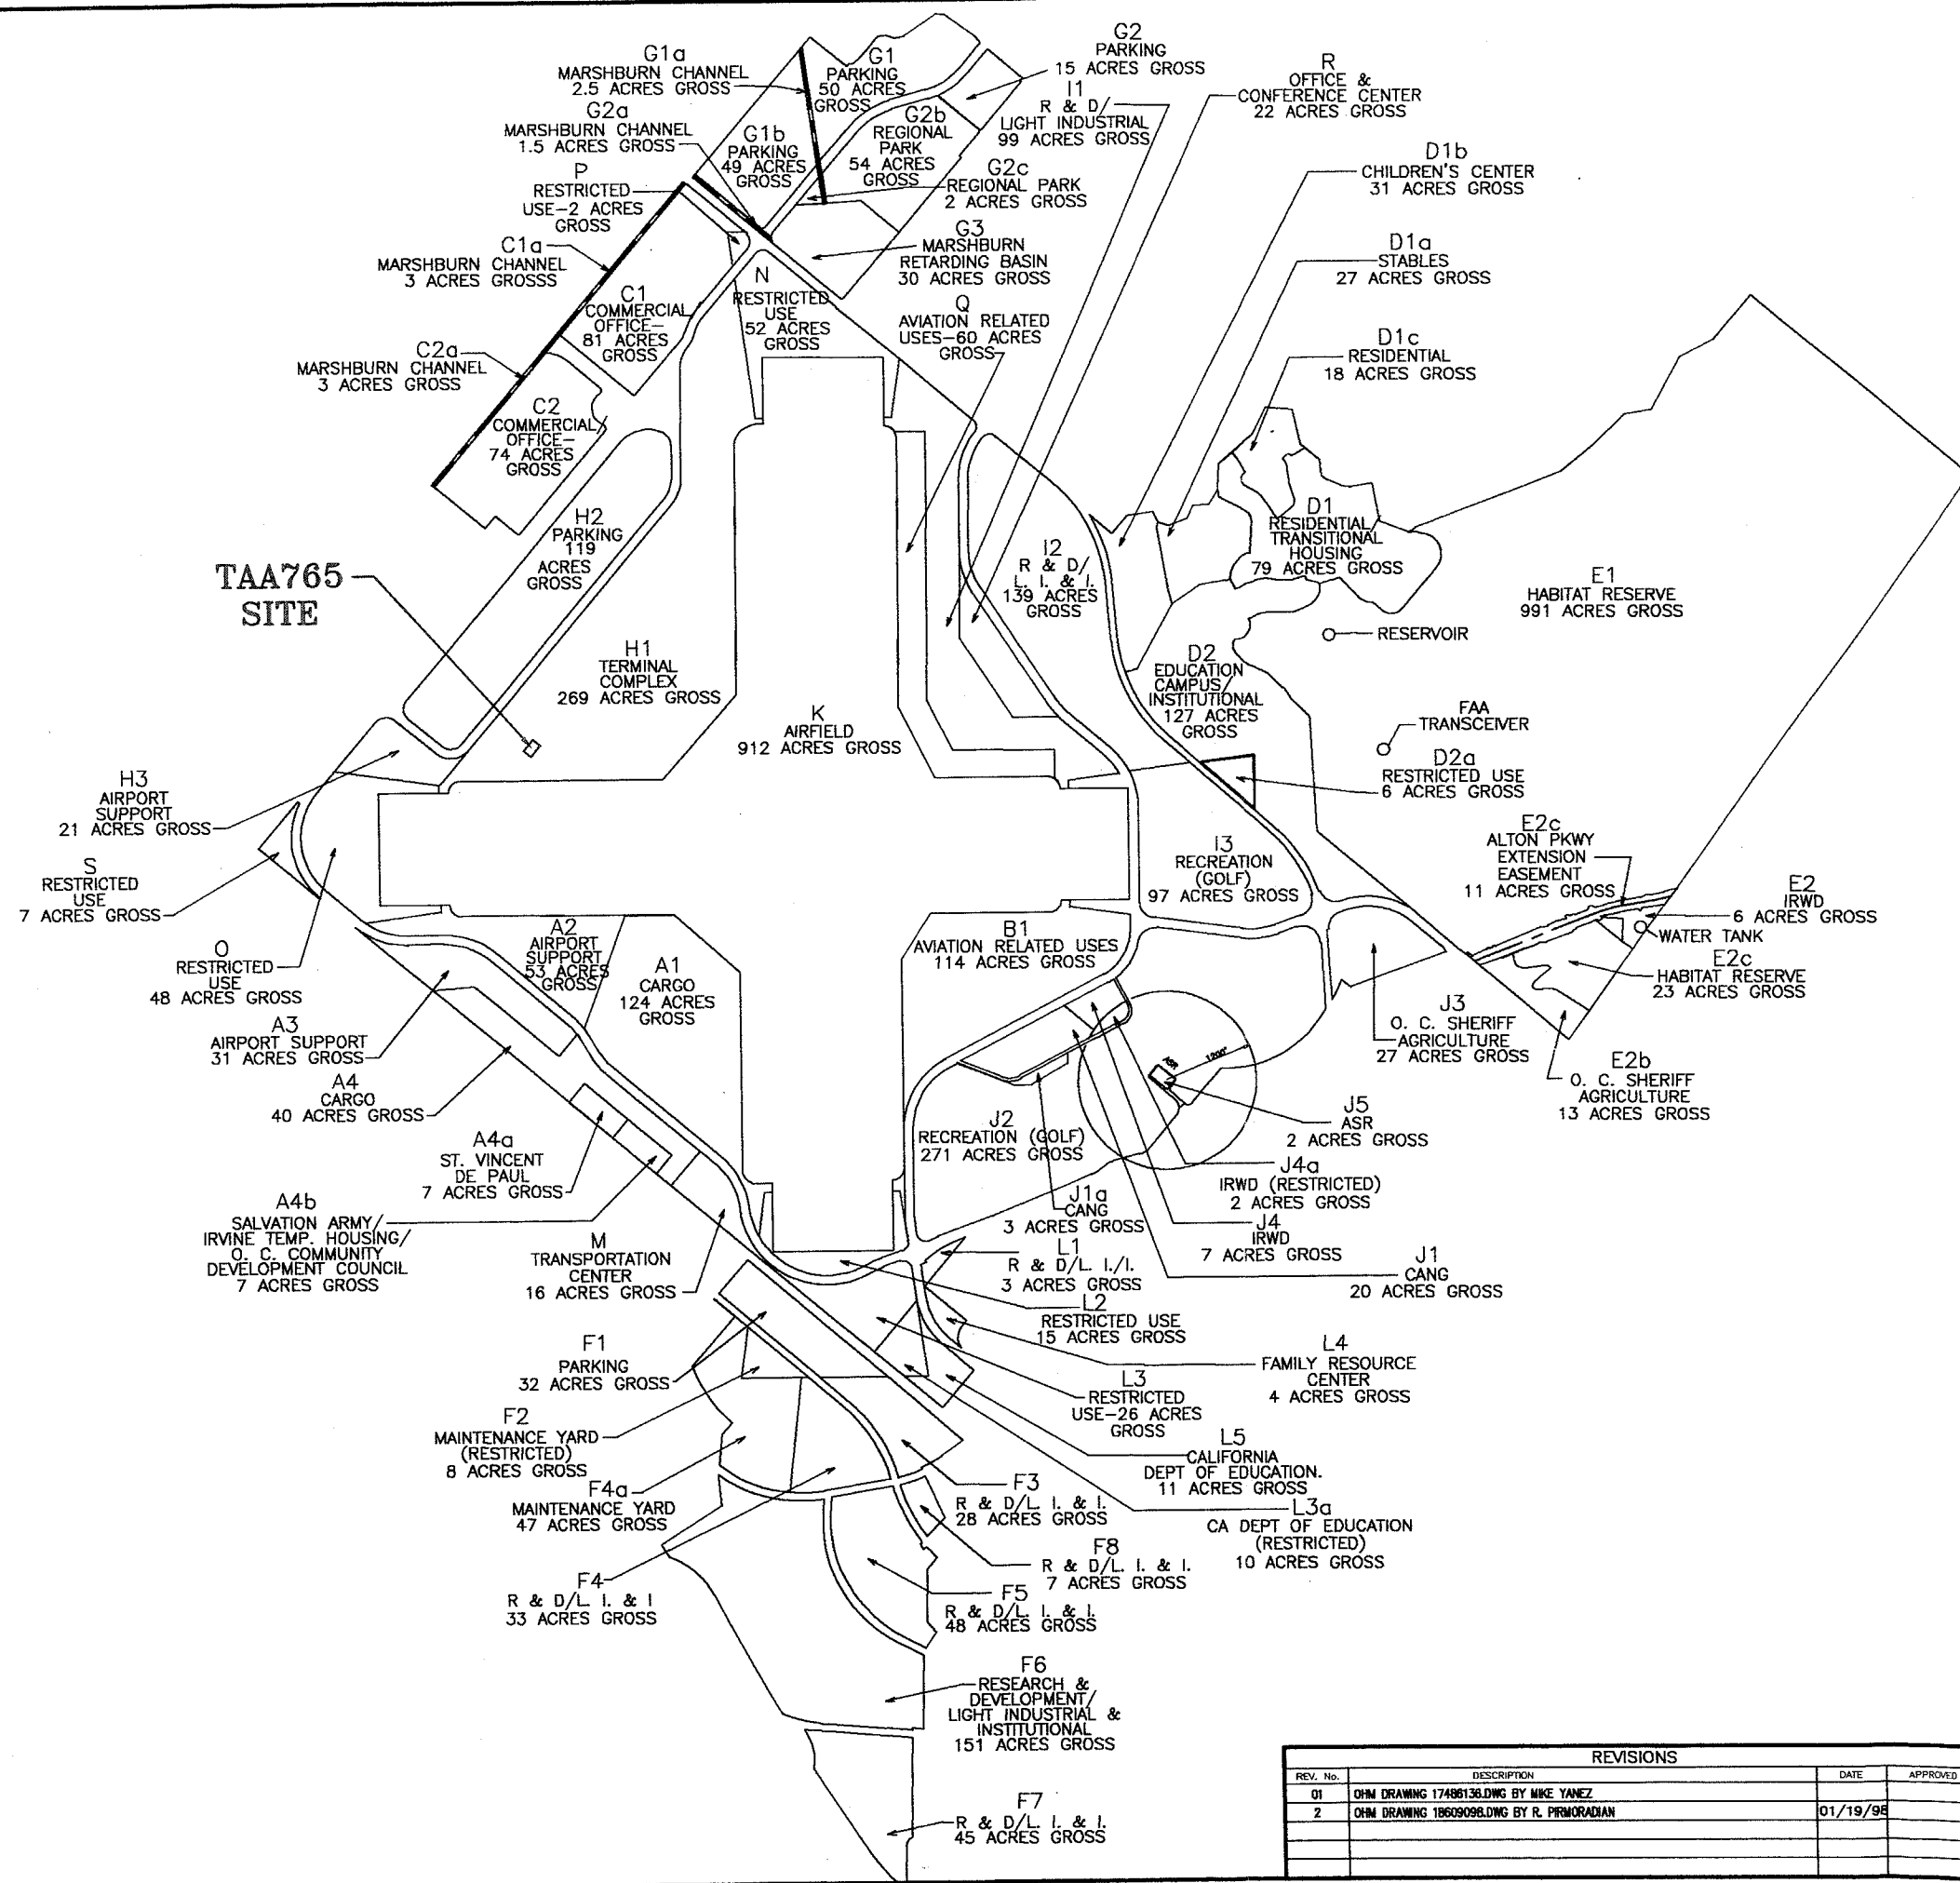 G1a
MARSHBURN CHANNEL
2.5 ACRES GROSS
G1
PARKING
50 ACRES
GROSS
G2
PARKING
15 ACRES GROSS
R
OFFICE &
CONFERENCE CENTER
22 ACRES GROSS
I1
R & D/
LIGHT INDUSTRIAL
99 ACRES GROSS
G2a
MARSHBURN CHANNEL
1.5 ACRES GROSS
G1b
PARKING
49 ACRES
GROSS
G2b
REGIONAL
PARK
54 ACRES
GROSS
G2c
REGIONAL PARK
2 ACRES GROSS
D1b
CHILDREN'S CENTER
31 ACRES GROSS
P
RESTRICTED
USE-2 ACRES
GROSS
G3
MARSHBURN
RETARDING BASIN
30 ACRES GROSS
D1a
STABLES
27 ACRES GROSS
C1a
MARSHBURN CHANNEL
3 ACRES GROSSS
C1
COMMERCIAL
OFFICE-
81 ACRES
GROSS
N
RESTRICTED
USE
52 ACRES
GROSS
Q
AVIATION RELATED
USES-60 ACRES
GROSS
D1c
RESIDENTIAL
18 ACRES GROSS
C2a
MARSHBURN CHANNEL
3 ACRES GROSS
C2
COMMERCIAL/
OFFICE-
74 ACRES
GROSS
H2
PARKING
119
ACRES
GROSS
I2
R & D/
L. I. & I.
139 ACRES
GROSS
D1
RESIDENTIAL/
TRANSITIONAL
HOUSING
79 ACRES GROSS
E1
HABITAT RESERVE
991 ACRES GROSS
RESERVOIR
TAA765
SITE
H1
TERMINAL
COMPLEX
269 ACRES GROSS
D2
EDUCATION
CAMPUS/
INSTITUTIONAL
127 ACRES
GROSS
K
AIRFIELD
912 ACRES GROSS
FAA
TRANSCEIVER
D2a
RESTRICTED USE
6 ACRES GROSS
H3
AIRPORT
SUPPORT
21 ACRES GROSS
S
RESTRICTED
USE
7 ACRES GROSS
I3
RECREATION
(GOLF)
97 ACRES GROSS
E2c
ALTON PKWY
EXTENSION
EASEMENT
11 ACRES GROSS
E2
IRWD
6 ACRES GROSS
WATER TANK
E2c
HABITAT RESERVE
23 ACRES GROSS
O
RESTRICTED
USE
48 ACRES GROSS
A2
AIRPORT
SUPPORT
53 ACRES
GROSS
A1
CARGO
124 ACRES
GROSS
B1
AVIATION RELATED USES
114 ACRES GROSS
J3
O. C. SHERIFF
AGRICULTURE
27 ACRES GROSS
E2b
O. C. SHERIFF
AGRICULTURE
13 ACRES GROSS
A3
AIRPORT SUPPORT
31 ACRES GROSS
A4
CARGO
40 ACRES GROSS
ASR
1200'
J5
ASR
2 ACRES GROSS
J2
RECREATION (GOLF)
271 ACRES GROSS
A4a
ST. VINCENT
DE PAUL
7 ACRES GROSS
J4a
IRWD (RESTRICTED)
2 ACRES GROSS
J1a
CANG
3 ACRES GROSS
J4
IRWD
7 ACRES GROSS
A4b
SALVATION ARMY/
IRVINE TEMP. HOUSING/
O. C. COMMUNITY
DEVELOPMENT COUNCIL
7 ACRES GROSS
M
TRANSPORTATION
CENTER
16 ACRES GROSS
L1
R & D/L. I./I.
3 ACRES GROSS
J1
CANG
20 ACRES GROSS
L2
RESTRICTED USE
15 ACRES GROSS
F1
PARKING
32 ACRES GROSS
L4
FAMILY RESOURCE
CENTER
4 ACRES GROSS
L3
RESTRICTED
USE-26 ACRES
GROSS
F2
MAINTENANCE YARD
(RESTRICTED)
8 ACRES GROSS
L5
CALIFORNIA
DEPT OF EDUCATION.
11 ACRES GROSS
F4a
MAINTENANCE YARD
47 ACRES GROSS
F3
R & D/L. I. & I.
28 ACRES GROSS
L3a
CA DEPT OF EDUCATION
(RESTRICTED)
10 ACRES GROSS
F8
R & D/L. I. & I.
7 ACRES GROSS
F4
R & D/L. I. & I
33 ACRES GROSS
F5
R & D/L. I. & I.
48 ACRES GROSS
F6
RESEARCH &
DEVELOPMENT/
LIGHT INDUSTRIAL &
INSTITUTIONAL
151 ACRES GROSS
F7
R & D/L. I. & I.
45 ACRES GROSS
REVISIONS
REV. No. DESCRIPTION DATE APPROVED
01 OHM DRAWING 17486136.DWG BY MIKE YANEZ
2 OHM DRAWING 18609098.DWG BY R. PIRMORADIAN 01/19/98